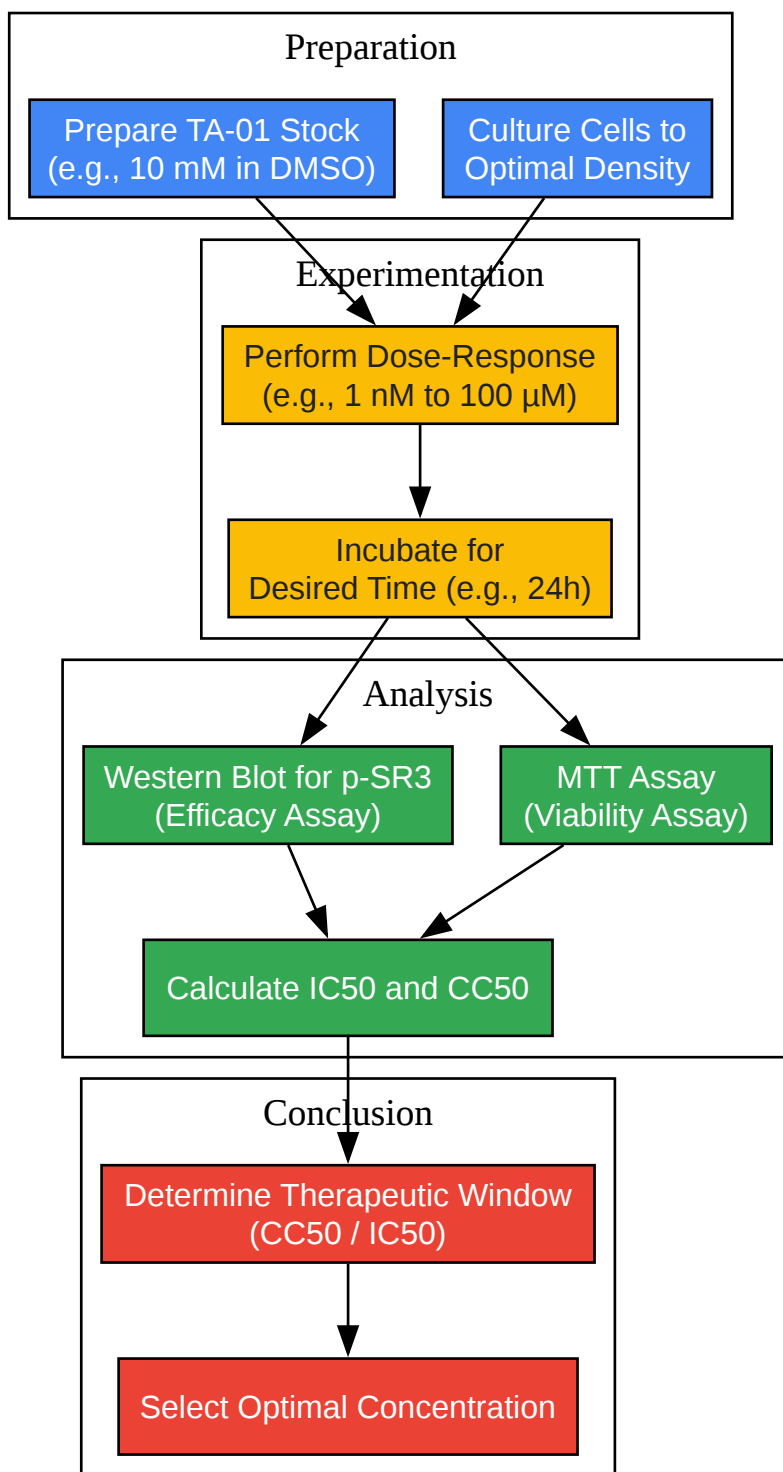 Preparation
Prepare TA-01 Stock
(e.g., 10 mM in DMSO)
Culture Cells to
Optimal Density
Experimentation
Perform Dose-Response
(e.g., 1 nM to 100 µM)
Incubate for
Desired Time (e.g., 24h)
Analysis
Western Blot for p-SR3
(Efficacy Assay)
MTT Assay
(Viability Assay)
Calculate IC50 and CC50
Conclusion
Determine Therapeutic Window
(CC50 / IC50)
Select Optimal Concentration